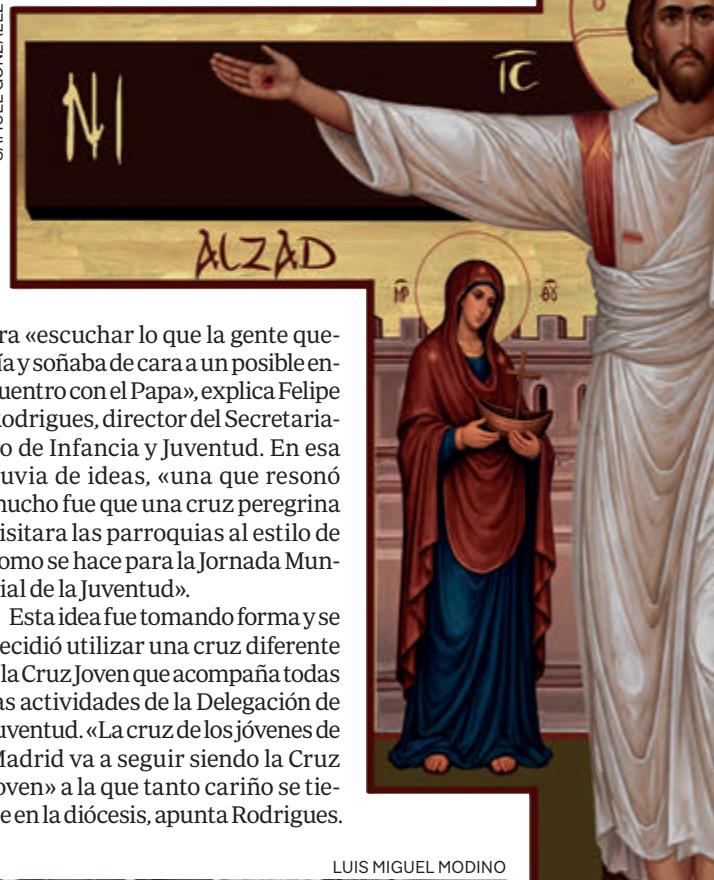 NI
IC
ALZAD
MP
ΘΥ
ra «escuchar lo que la gente que-
ía y soñaba de cara a un posible en-
uentro con el Papa», explica Felipe
odrigues, director del Secretaria-
o de Infancia y Juventud. En esa
uvia de ideas, «una que resonó
mucho fue que una cruz peregrina
isitara las parroquias al estilo de
omo se hace para la Jornada Mun-
ial de la Juventud».
Esta idea fue tomando forma y se
ecidió utilizar una cruz diferente
la Cruz Joven que acompaña todas
as actividades de la Delegación de
uventud. «La cruz de los jóvenes de
Madrid va a seguir siendo la Cruz
oven» a la que tanto cariño se tie-
e en la diócesis, apunta Rodrigues.
LUIS MIGUEL MODINO